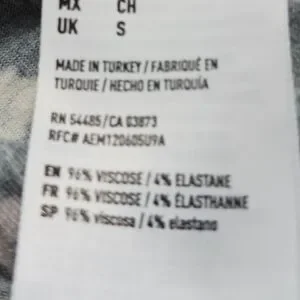 MX CH
UK S
MADE IN TURKEY / FABRIQUÉ EN
TURQUIE / HECHO EN TURQUÍA
RN 54485/CA 03873
RFC# AEM120605U9A
EN 96% VISCOSE / 4% ELASTANE
FR 96% VISCOSE / 4% ÉLASTHANNE
SP 96% viscosa / 4% elastano